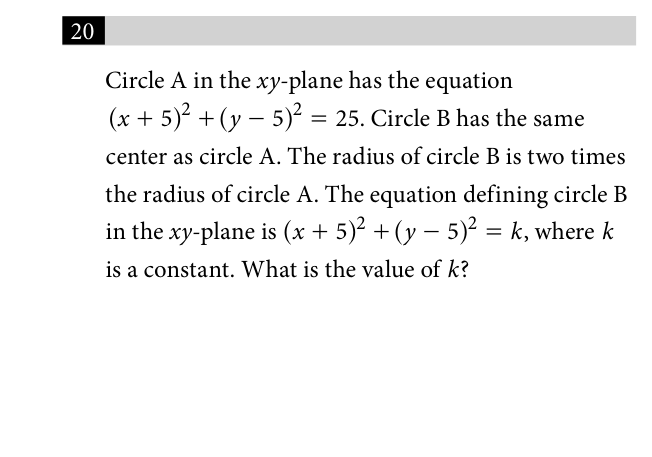 20
Circle A in the xy-plane has the equation
(x + 5)² + (y − 5)² = 25. Circle B has the same
center as circle A. The radius of circle B is two times
the radius of circle A. The equation defining circle B
in the xy-plane is (x + 5)² + (y − 5)² = k, where k
is a constant. What is the value of k?